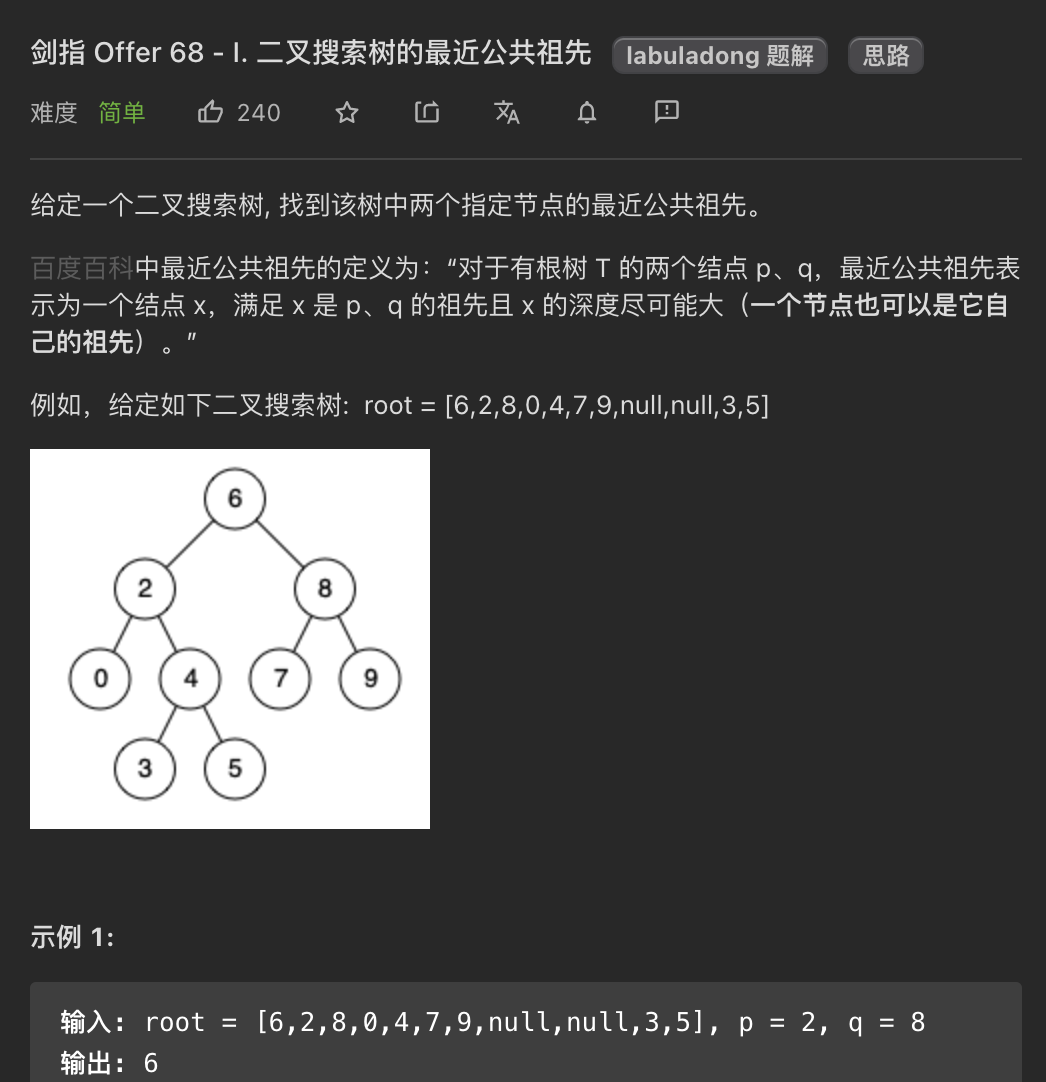 剑指 Offer 68 - I. 二叉搜索树的最近公共祖先 labuladong 题解 思路
难度 简单 240
给定一个二叉搜索树, 找到该树中两个指定节点的最近公共祖先。
百度百科中最近公共祖先的定义为：“对于有根树 T 的两个结点 p、q，最近公共祖先表
示为一个结点 x，满足 x 是 p、q 的祖先且 x 的深度尽可能大（一个节点也可以是它自
己的祖先）。”
例如，给定如下二叉搜索树: root = [6,2,8,0,4,7,9,null,null,3,5]
6
2 8
0 4 7 9
3 5
示例 1:
输入: root = [6,2,8,0,4,7,9,null,null,3,5], p = 2, q = 8
输出: 6